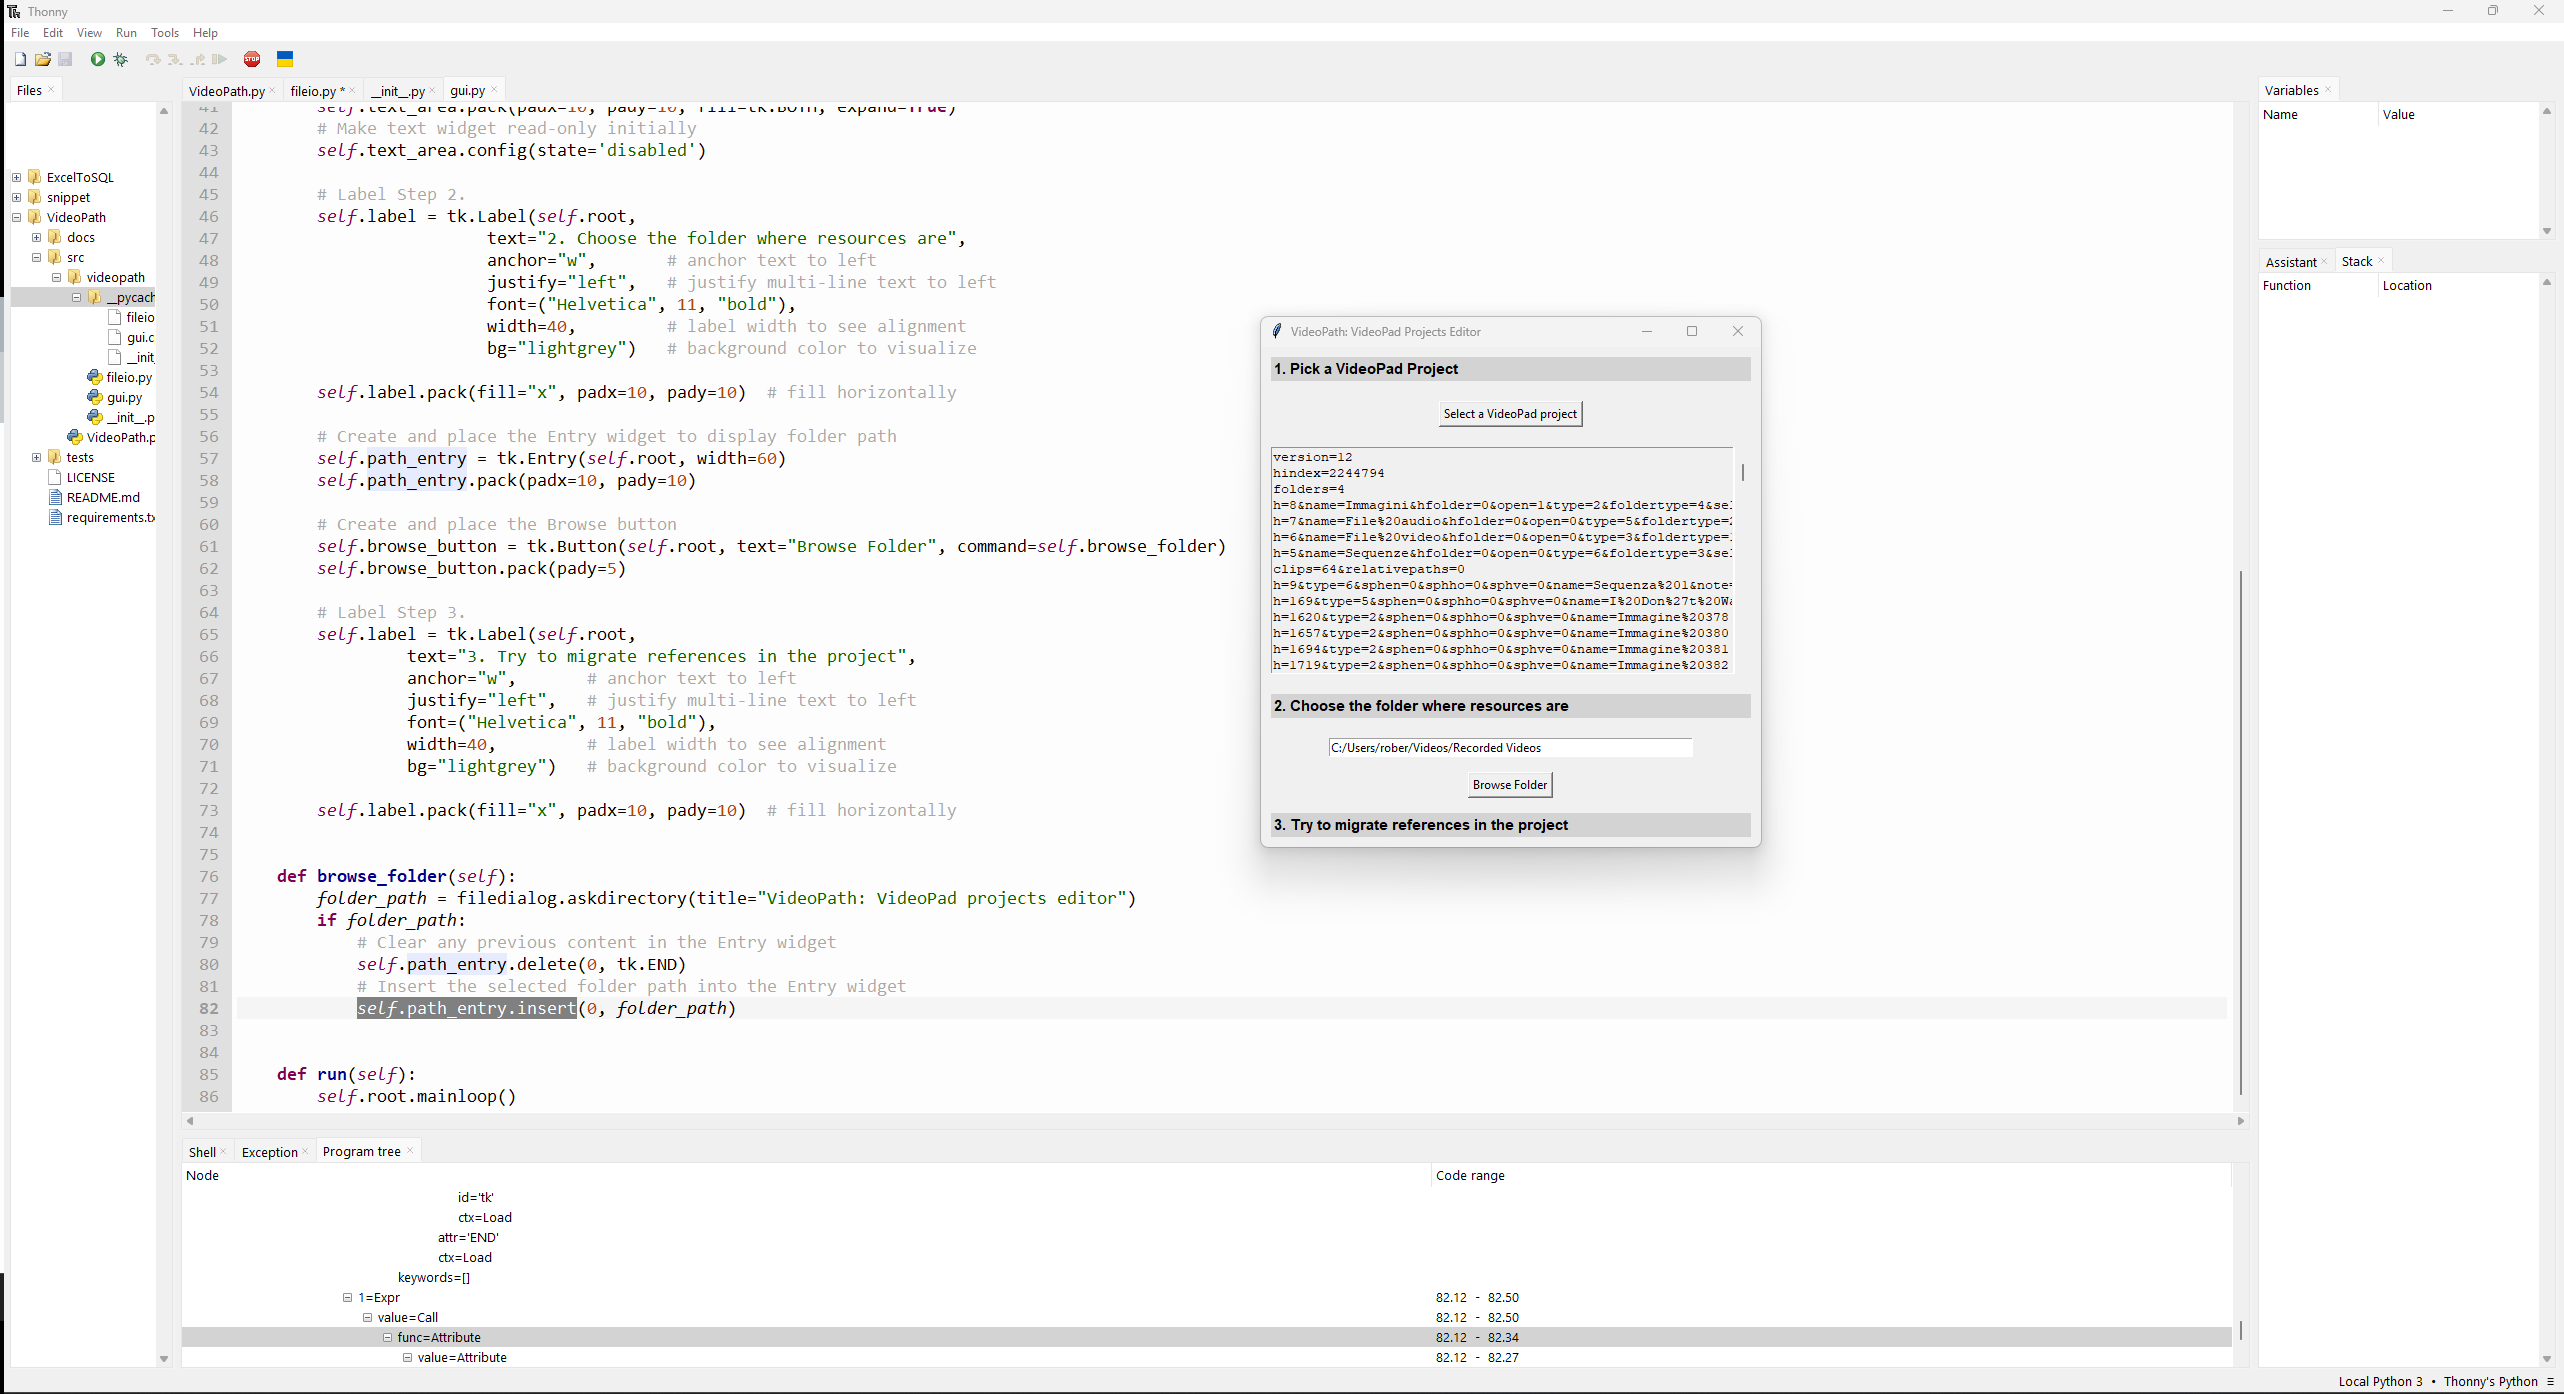 Thonny
File Edit View Run Tools Help
Files
ExcelToSQL
snippet
VideoPath
docs
src
videopath
__pycach
fileio
gui.c
__init_
fileio.py
gui.py
__init__.p
VideoPath.p
tests
LICENSE
README.md
requirements.tx
VideoPath.py
fileio.py *
__init__.py
gui.py
41 self.text_area.pack(padx=10, pady=10, fill=tk.BOTH, expand=True)
42 # Make text widget read-only initially
43 self.text_area.config(state='disabled')
44
45 # Label Step 2.
46 self.label = tk.Label(self.root,
47 text="2. Choose the folder where resources are",
48 anchor="w", # anchor text to left
49 justify="left", # justify multi-line text to left
50 font=("Helvetica", 11, "bold"),
51 width=40, # label width to see alignment
52 bg="lightgrey") # background color to visualize
53
54 self.label.pack(fill="x", padx=10, pady=10) # fill horizontally
55
56 # Create and place the Entry widget to display folder path
57 self.path_entry = tk.Entry(self.root, width=60)
58 self.path_entry.pack(padx=10, pady=10)
59
60 # Create and place the Browse button
61 self.browse_button = tk.Button(self.root, text="Browse Folder", command=self.browse_folder)
62 self.browse_button.pack(pady=5)
63
64 # Label Step 3.
65 self.label = tk.Label(self.root,
66 text="3. Try to migrate references in the project",
67 anchor="w", # anchor text to left
68 justify="left", # justify multi-line text to left
69 font=("Helvetica", 11, "bold"),
70 width=40, # label width to see alignment
71 bg="lightgrey") # background color to visualize
72
73 self.label.pack(fill="x", padx=10, pady=10) # fill horizontally
74
75
76 def browse_folder(self):
77 folder_path = filedialog.askdirectory(title="VideoPath: VideoPad projects editor")
78 if folder_path:
79 # Clear any previous content in the Entry widget
80 self.path_entry.delete(0, tk.END)
81 # Insert the selected folder path into the Entry widget
82 self.path_entry.insert(0, folder_path)
83
84
85 def run(self):
86 self.root.mainloop()
VideoPath: VideoPad Projects Editor
1. Pick a VideoPad Project
Select a VideoPad project
version=12
hindex=2244794
folders=4
h=8&name=Immagini&hfolder=0&open=1&type=2&foldertype=4&se
h=7&name=File%20audio&hfolder=0&open=0&type=5&foldertype=
h=6&name=File%20video&hfolder=0&open=0&type=3&foldertype=
h=5&name=Sequenze&hfolder=0&open=0&type=6&foldertype=3&se
clips=64&relativepaths=0
h=9&type=6&sphen=0&sphho=0&sphve=0&name=Sequenza%201&note=
h=169&type=5&sphen=0&sphho=0&sphve=0&name=I%20Don%27t%20W
h=1620&type=2&sphen=0&sphho=0&sphve=0&name=Immagine%20378
h=1657&type=2&sphen=0&sphho=0&sphve=0&name=Immagine%20380
h=1694&type=2&sphen=0&sphho=0&sphve=0&name=Immagine%20381
h=1719&type=2&sphen=0&sphho=0&sphve=0&name=Immagine%20382
2. Choose the folder where resources are
C:/Users/rober/Videos/Recorded Videos
Browse Folder
3. Try to migrate references in the project
Variables
Name Value
Assistant Stack
Function Location
Shell Exception Program tree
Node Code range
id='tk'
ctx=Load
attr='END'
ctx=Load
keywords=[]
1=Expr 82.12 - 82.50
value=Call 82.12 - 82.50
func=Attribute 82.12 - 82.34
value=Attribute 82.12 - 82.27
Local Python 3 • Thonny's Python ≡